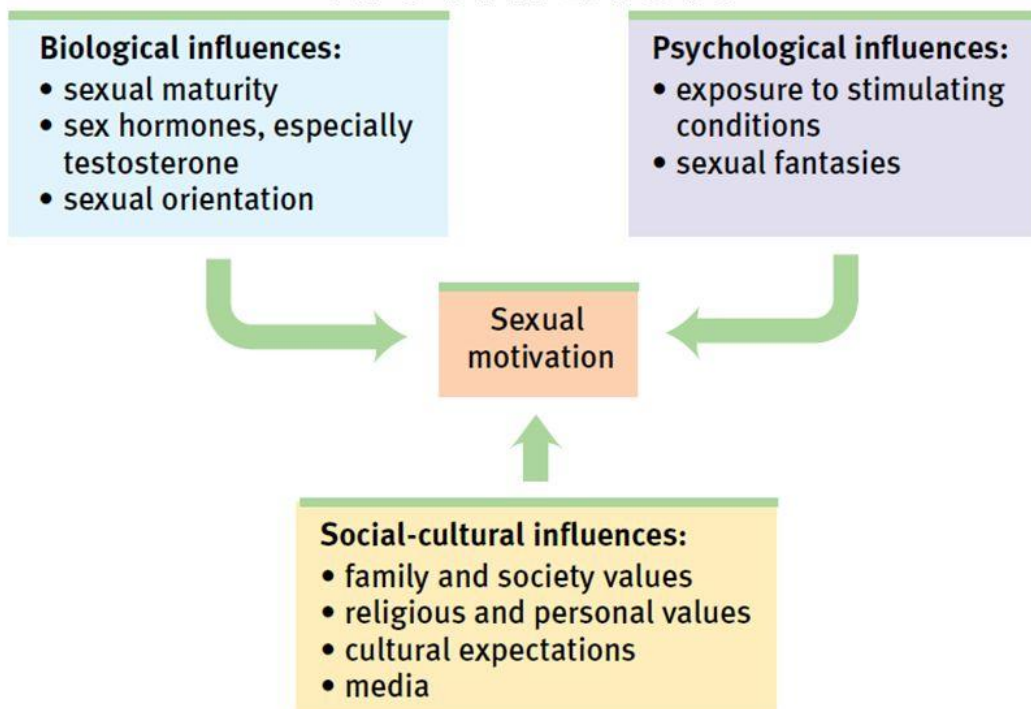 Biological influences:
• sexual maturity
• sex hormones, especially
testosterone
• sexual orientation
Psychological influences:
• exposure to stimulating
conditions
• sexual fantasies
Sexual
motivation
Social-cultural influences:
• family and society values
• religious and personal values
• cultural expectations
• media